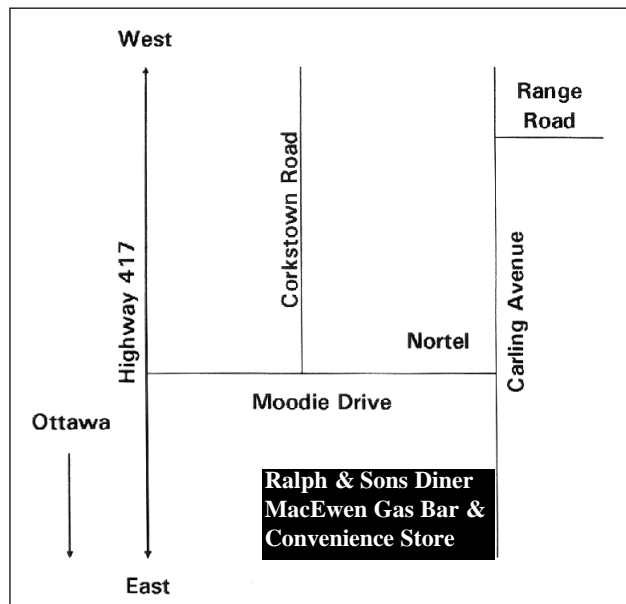 West
Range
Road
Corkstown Road
Highway 417
Carling Avenue
Nortel
Moodie Drive
Ottawa
Ralph & Sons Diner
MacEwen Gas Bar &
Convenience Store
East